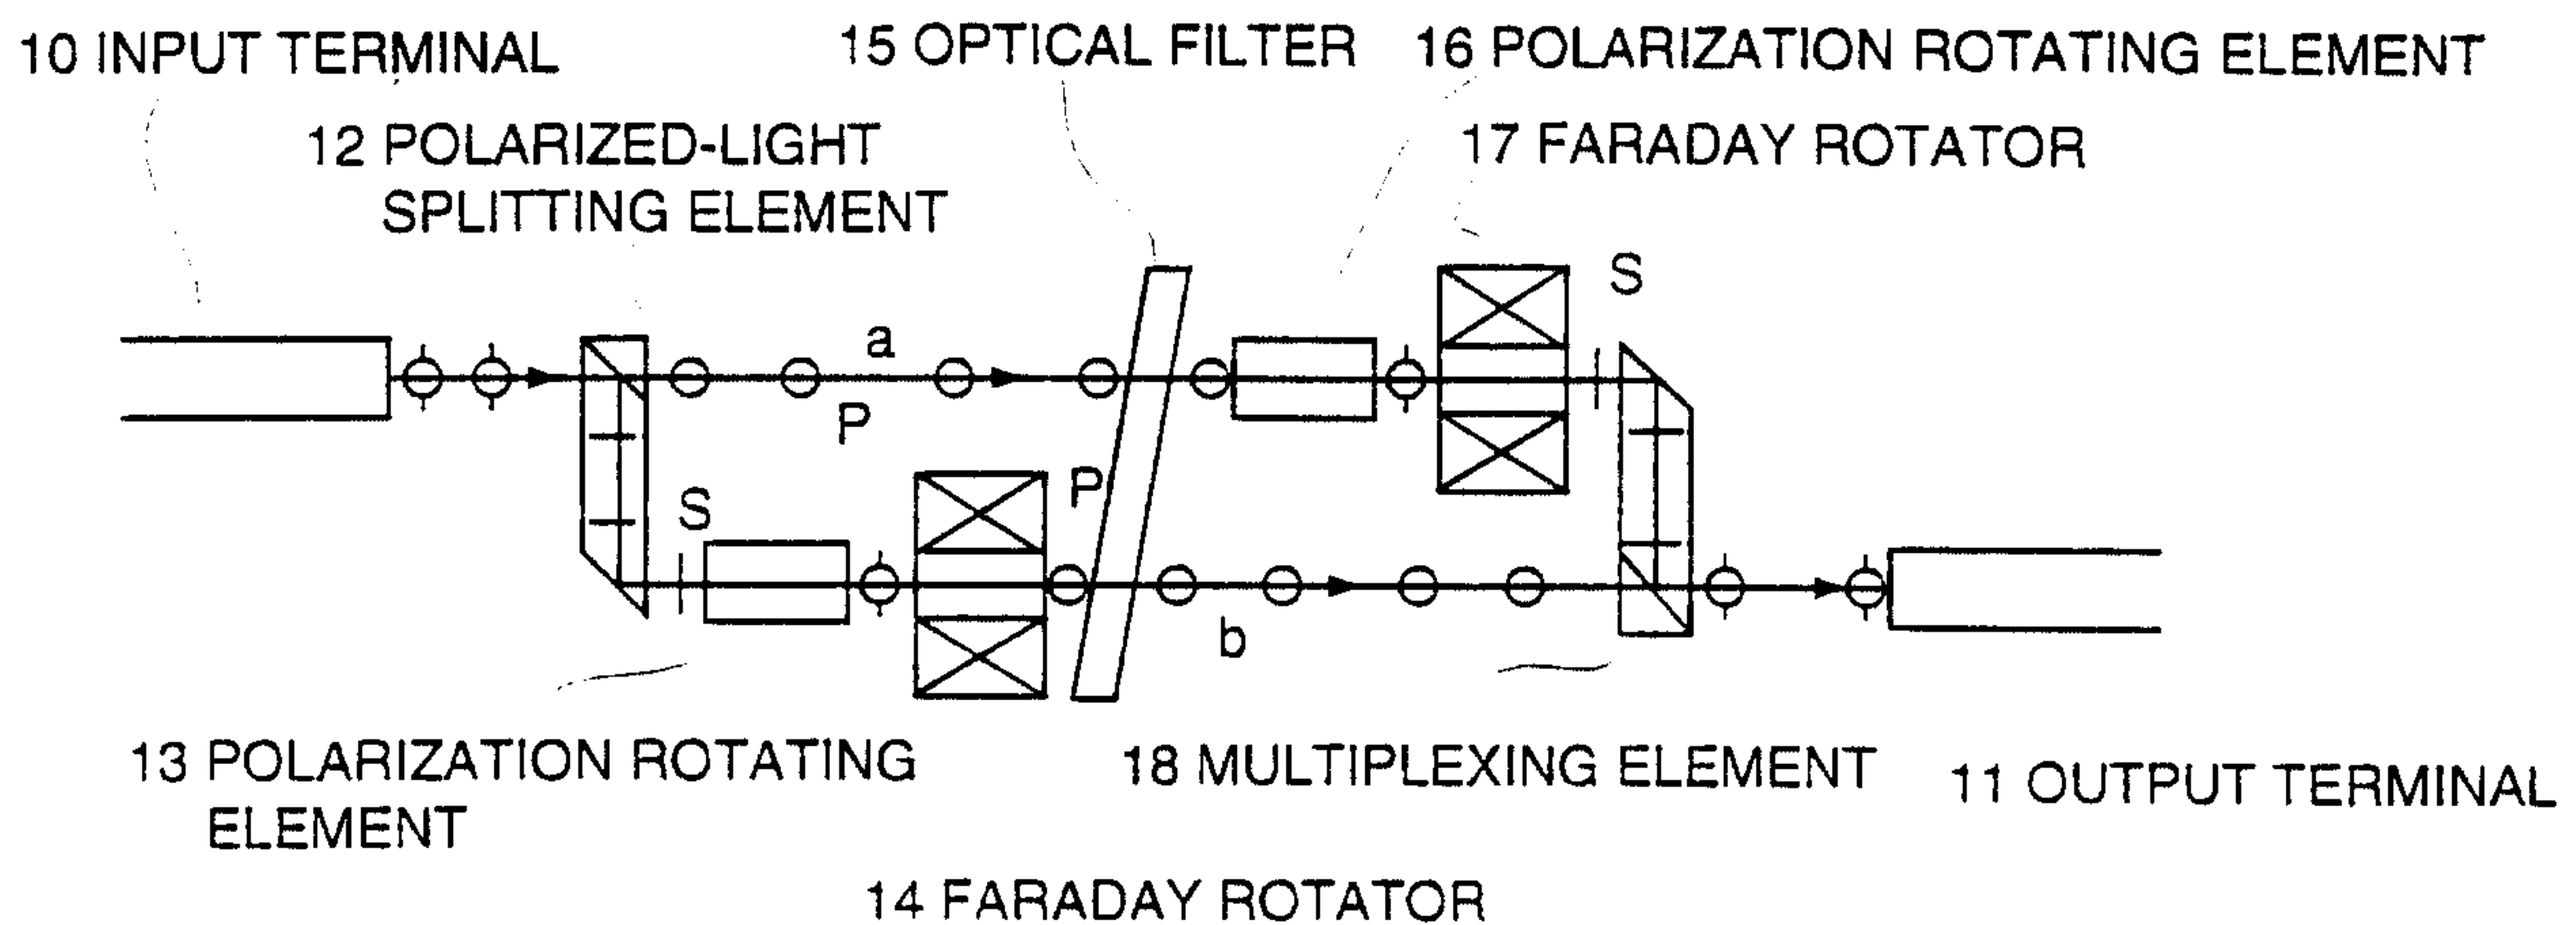 10 INPUT TERMINAL
15 OPTICAL FILTER
16 POLARIZATION ROTATING ELEMENT
12 POLARIZED-LIGHT
SPLITTING ELEMENT
17 FARADAY ROTATOR
S
a
P
P
S
b
13 POLARIZATION ROTATING
ELEMENT
18 MULTIPLEXING ELEMENT
11 OUTPUT TERMINAL
14 FARADAY ROTATOR